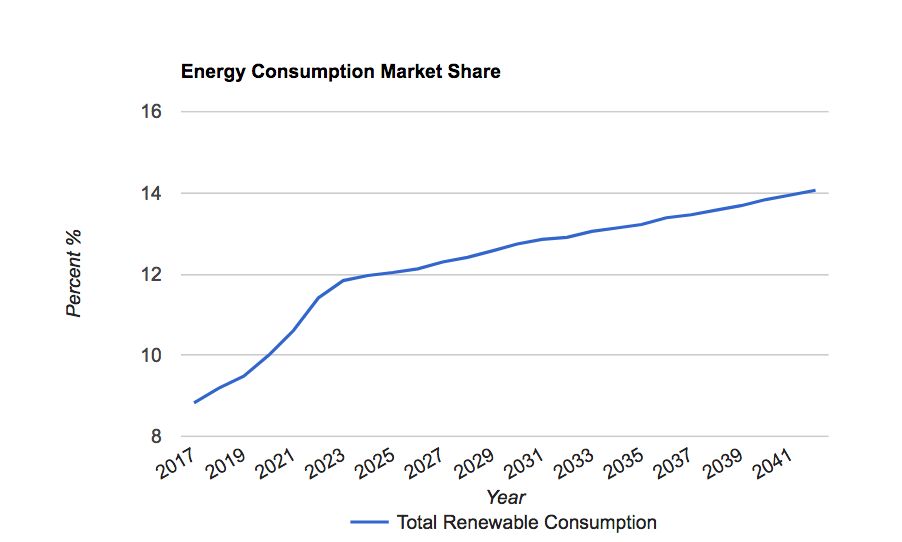 Energy Consumption Market Share
16
14
12
10
8
Percent %
2017 2019 2021 2023 2025 2027 2029 2031 2033 2035 2037 2039 2041
Year
Total Renewable Consumption